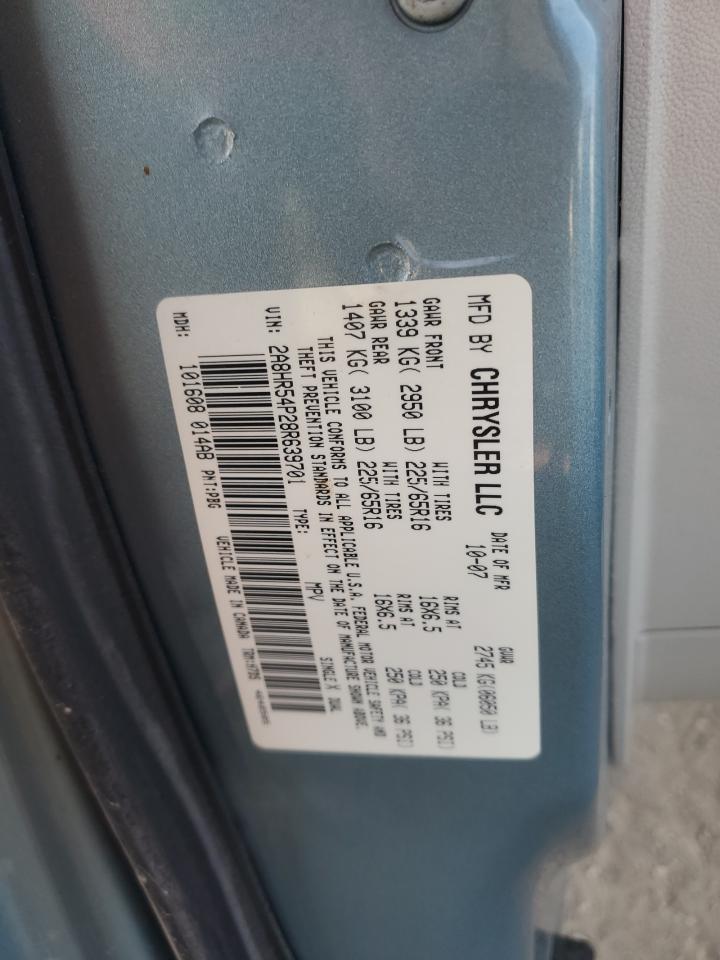 MFD BY CHRYSLER LLC DATE OF MFR 10-07 GVWR 2745 KG(06050 LB)
GAWR FRONT WITH TIRES RIMS AT COLD
1339 KG( 2950 LB) 225/65R16 16X6.5 250 KPA( 36 PSI)
GAWR REAR WITH TIRES RIMS AT COLD
1407 KG( 3100 LB) 225/65R16 16X6.5 250 KPA( 36 PSI)
THIS VEHICLE CONFORMS TO ALL APPLICABLE U.S.A. FEDERAL MOTOR VEHICLE SAFETY AND
THEFT PREVENTION STANDARDS IN EFFECT ON THE DATE OF MANUFACTURE SHOWN ABOVE.
VIN: 2A8HR54P28R639701 TYPE: MPV SINGLE X DUAL
MDH: 101608 014AB PNT:PBG VEHICLE MADE IN CANADA